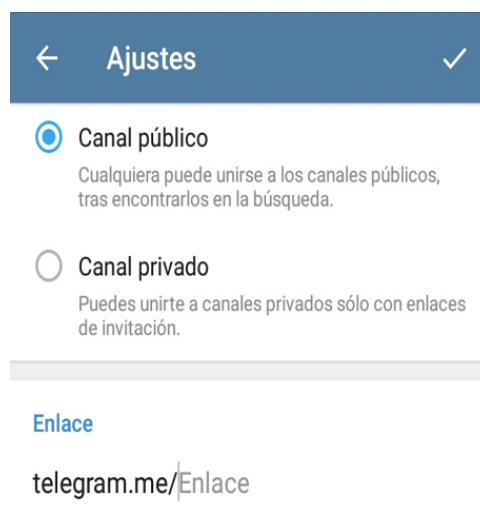 Ajustes
Canal público
Cualquiera puede unirse a los canales públicos,
tras encontrarlos en la búsqueda.
Canal privado
Puedes unirte a canales privados sólo con enlaces
de invitación.
Enlace
telegram.me/Enlace